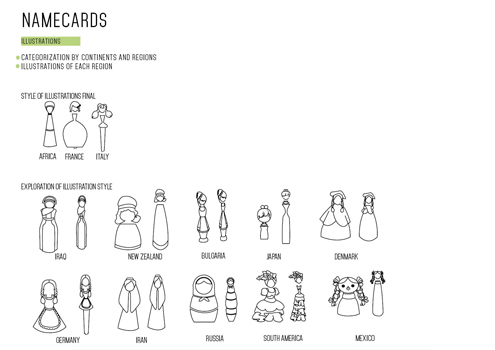 NAMECARDS
ILLUSTRATIONS
CATEGORIZATION BY CONTINENTS AND REGIONS
ILLUSTRATIONS OF EACH REGION
STYLE OF ILLUSTRATIONS FINAL
AFRICA FRANCE ITALY
EXPLORATION OF ILLUSTRATION STYLE
IRAQ NEW ZEALAND BULGARIA JAPAN DENMARK
GERMANY IRAN RUSSIA SOUTH AMERICA MEXICO